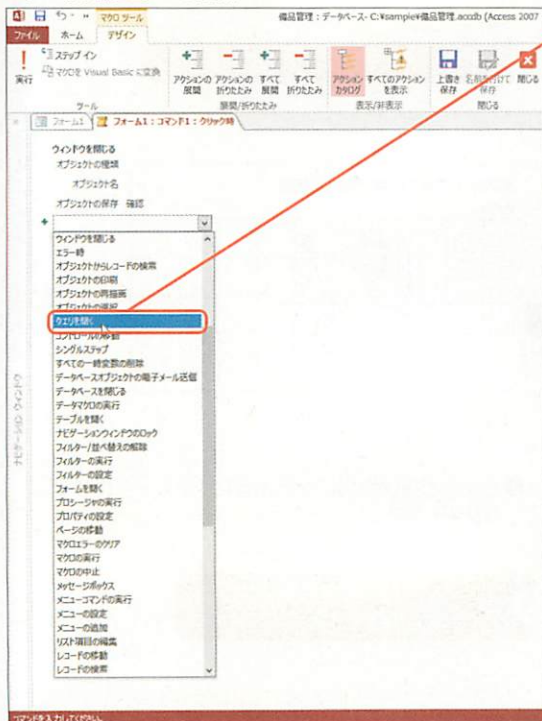 マクロ ツール
備品管理 : データベース- C:¥sample¥備品管理.accdb (Access 2007
ファイル ホーム デザイン
実行
ステップ イン
マクロを Visual Basic に変換
ツール
アクションの展開
アクションの折りたたみ
すべて展開
すべて折りたたみ
展開/折りたたみ
アクションカタログ
すべてのアクションを表示
表示/非表示
上書き保存
名前を付けて保存
閉じる
閉じる
フォーム1
フォーム1 : コマンド1 : クリック時
ウィンドウを閉じる
オブジェクトの種類
オブジェクト名
オブジェクトの保存 確認
ウィンドウを閉じる
エラー時
オブジェクトからレコードの検索
オブジェクトの印刷
オブジェクトの再描画
オブジェクトの選択
クエリを開く
コントロールの移動
シングルステップ
すべての一時変数の削除
データベースオブジェクトの電子メール送信
データベースを閉じる
データマクロの実行
テーブルを開く
ナビゲーションウィンドウのロック
フィルター/並べ替えの解除
フィルターの実行
フィルターの設定
フォームを開く
プロシージャの実行
プロパティの設定
ページの移動
マクロエラーのクリア
マクロの実行
マクロの中止
メッセージボックス
メニューコマンドの実行
メニューの設定
メニューの追加
リスト項目の編集
レコードの移動
レコードの検索
ナビゲーション ウィンドウ
コマンドを入力してください。